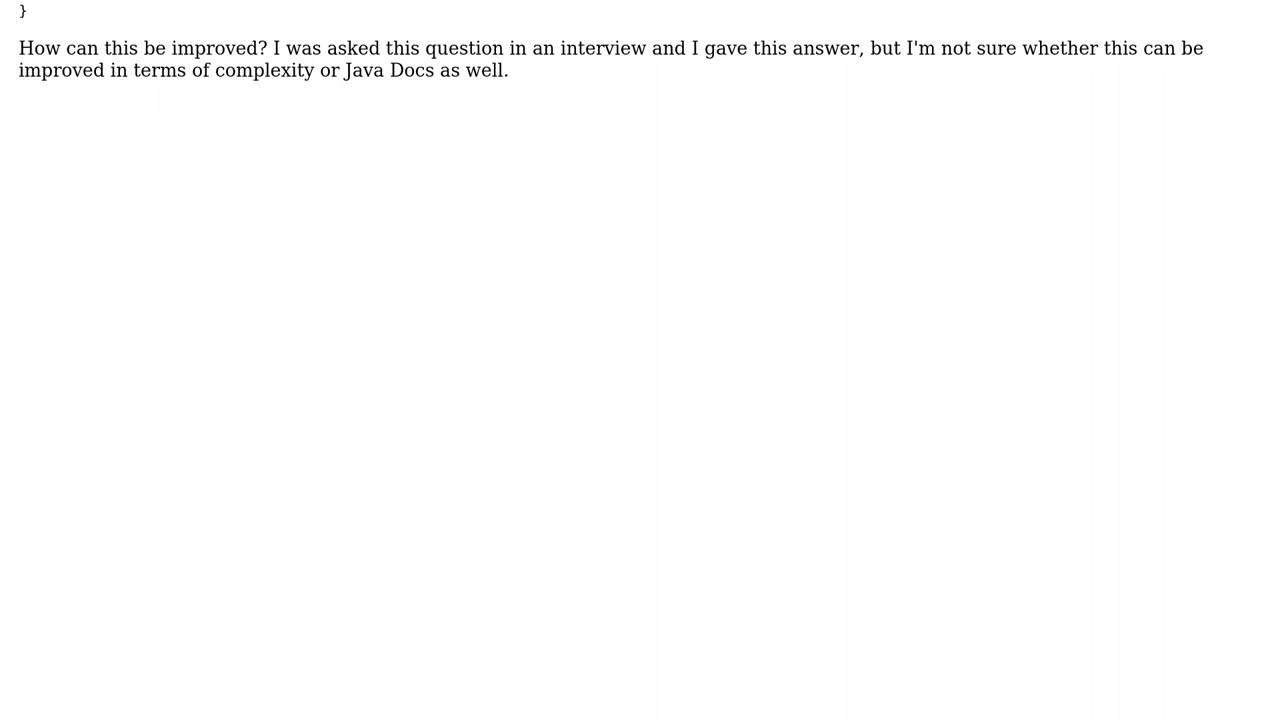 }
How can this be improved? I was asked this question in an interview and I gave this answer, but I'm not sure whether this can be
improved in terms of complexity or Java Docs as well.